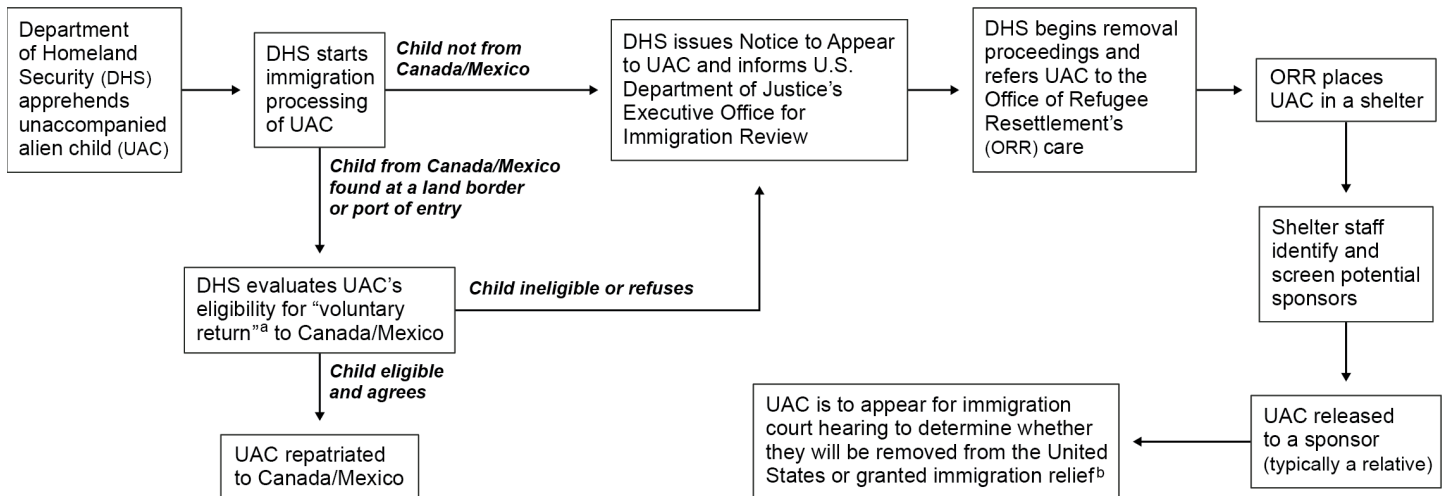 Department
of Homeland
Security (DHS)
apprehends
unaccompanied
alien child (UAC)
DHS starts
immigration
processing
of UAC
Child not from
Canada/Mexico
DHS issues Notice to Appear
to UAC and informs U.S.
Department of Justice’s
Executive Office for
Immigration Review
DHS begins removal
proceedings and
refers UAC to the
Office of Refugee
Resettlement’s
(ORR) care
ORR places
UAC in a shelter
Child from Canada/Mexico
found at a land border
or port of entry
DHS evaluates UAC’s
eligibility for “voluntary
return”a to Canada/Mexico
Child ineligible or refuses
Child eligible
and agrees
UAC repatriated
to Canada/Mexico
Shelter staff
identify and
screen potential
sponsors
UAC released
to a sponsor
(typically a relative)
UAC is to appear for immigration
court hearing to determine whether
they will be removed from the United
States or granted immigration reliefb